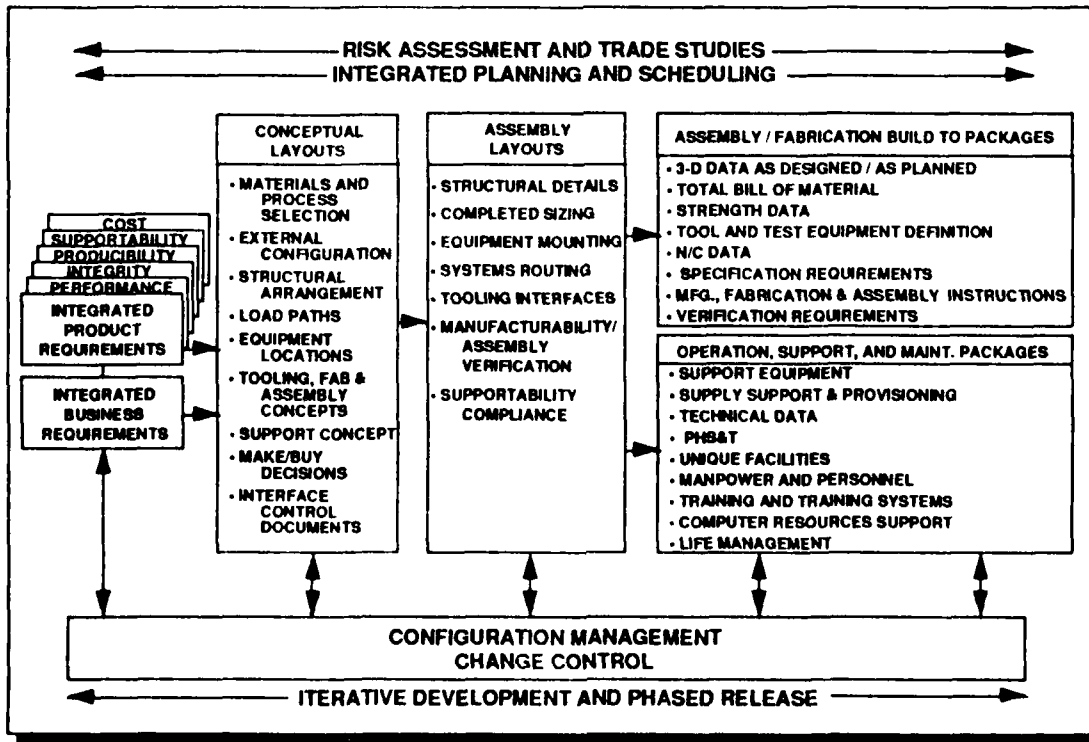 RISK ASSESSMENT AND TRADE STUDIES
INTEGRATED PLANNING AND SCHEDULING
COST
SUPPORTABILITY
PRODUCIBILITY
INTEGRITY
PERFORMANCE
INTEGRATED
PRODUCT
REQUIREMENTS
INTEGRATED
BUSINESS
REQUIREMENTS
CONCEPTUAL
LAYOUTS
• MATERIALS AND
PROCESS
SELECTION
• EXTERNAL
CONFIGURATION
• STRUCTURAL
ARRANGEMENT
• LOAD PATHS
• EQUIPMENT
LOCATIONS
• TOOLING, FAB &
ASSEMBLY
CONCEPTS
• SUPPORT CONCEPT
• MAKE/BUY
DECISIONS
• INTERFACE
CONTROL
DOCUMENTS
ASSEMBLY
LAYOUTS
• STRUCTURAL DETAILS
• COMPLETED SIZING
• EQUIPMENT MOUNTING
• SYSTEMS ROUTING
• TOOLING INTERFACES
• MANUFACTURABILITY/
ASSEMBLY
VERIFICATION
• SUPPORTABILITY
COMPLIANCE
ASSEMBLY / FABRICATION BUILD TO PACKAGES
• 3-D DATA AS DESIGNED / AS PLANNED
• TOTAL BILL OF MATERIAL
• STRENGTH DATA
• TOOL AND TEST EQUIPMENT DEFINITION
• N/C DATA
SPECIFICATION REQUIREMENTS
• MFG., FABRICATION & ASSEMBLY INSTRUCTIONS
• VERIFICATION REQUIREMENTS
OPERATION, SUPPORT, AND MAINT. PACKAGES
• SUPPORT EQUIPMENT
• SUPPLY SUPPORT & PROVISIONING
• TECHNICAL DATA
PHS&T
• UNIQUE FACILITIES
• MANPOWER AND PERSONNEL
• TRAINING AND TRAINING SYSTEMS
• COMPUTER RESOURCES SUPPORT
• LIFE MANAGEMENT
CONFIGURATION MANAGEMENT
CHANGE CONTROL
ITERATIVE DEVELOPMENT AND PHASED RELEASE